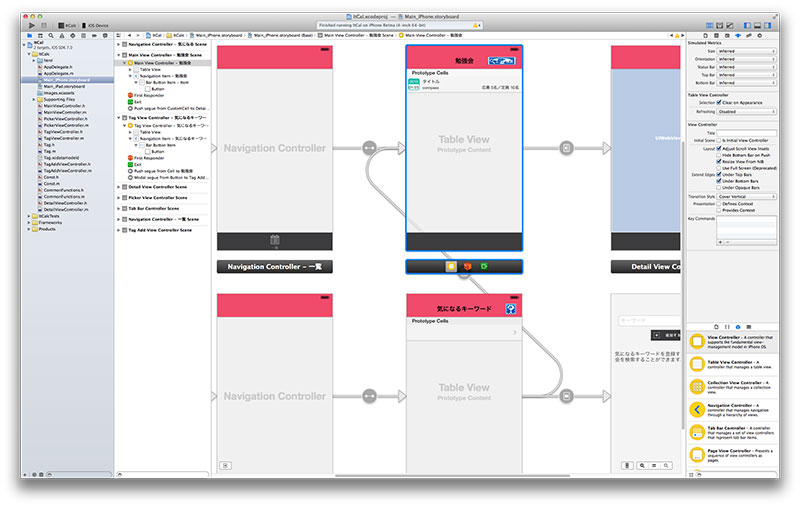 ItCal.xcodeproj — Main_iPhone.storyboard
ItCalc
iOS Device
Finished running ItCal on iPhone Retina (4-inch 64-bit)
ItCal
ItCalc
Main_iPhone.storyboard
Main_iPhone.storyboard (Base)
Main View Controller Scene
Main View Controller - 勉強会
ItCal
2 targets, iOS SDK 7.0
ItCalc
html
AppDelegate.h
AppDelegate.m
Main_iPhone.storyboard
Main_iPad.storyboard
Images.xcassets
Supporting Files
MainViewController.h
MainViewController.m
PickerViewController.h
PickerViewController.m
TagViewController.h
TagViewController.m
Tag.h
Tag.m
Tag.xcdatamodeld
TagAddViewController.h
TagAddViewController.m
Const.h
Const.m
CommonFunctions.h
CommonFunctions.m
DetailViewController.h
DetailViewController.m
ItCalcTests
Frameworks
Products
Navigation Controller - 気になる Scene
Main View Controller - 勉強会 Scene
Main View Controller - 勉強会
Table View
Navigation Item - 勉強会
Bar Button Item - Item
Button
First Responder
Exit
Push segue from CustomCell to Detai
Tag View Controller - 気になるキーワード
Tag View Controller - 気になるキーワ
Table View
Navigation Item - 気になるキーワード
Bar Button Item - Item
Button
First Responder
Exit
Push segue from Cell to 勉強会
Modal segue from Button to Tag Add
Detail View Controller Scene
Picker View Controller Scene
Tab Bar Controller Scene
Navigation Controller - 一覧 Scene
Tag Add View Controller Scene
Navigation Controller
一覧
Navigation Controller - 一覧
勉強会
Prototype Cells
タイトル
compass
応募 5名／定員 10名
Table View
Prototype Content
UIWebView
Detail View Co
Navigation Controller
気になるキーワード
Prototype Cells
Table View
Prototype Content
キーワード
追加する
気になるキーワードを登録す
会を検索することができます。
Simulated Metrics
Size Inferred
Orientation Inferred
Status Bar Inferred
Top Bar Inferred
Bottom Bar Inferred
Table View Controller
Selection Clear on Appearance
Refreshing Disabled
View Controller
Title
Initial Scene Is Initial View Controller
Layout Adjust Scroll View Insets
Hide Bottom Bar on Push
Resize View From NIB
Use Full Screen (Deprecated)
Extend Edges Under Top Bars
Under Bottom Bars
Under Opaque Bars
Transition Style Cover Vertical
Presentation Defines Context
Provides Context
Key Commands
View Controller - A controller that
supports the fundamental view-
management model in iPhone OS.
Table View Controller - A
controller that manages a table view.
Collection View Controller - A
controller that manages a collection
view.
Navigation Controller - A
controller that manages navigation
through a hierarchy of views.
Tab Bar Controller - A controller
that manages a set of view controllers
that represent tab bar items.
Page View Controller - Presents a
sequence of view controllers as
pages.